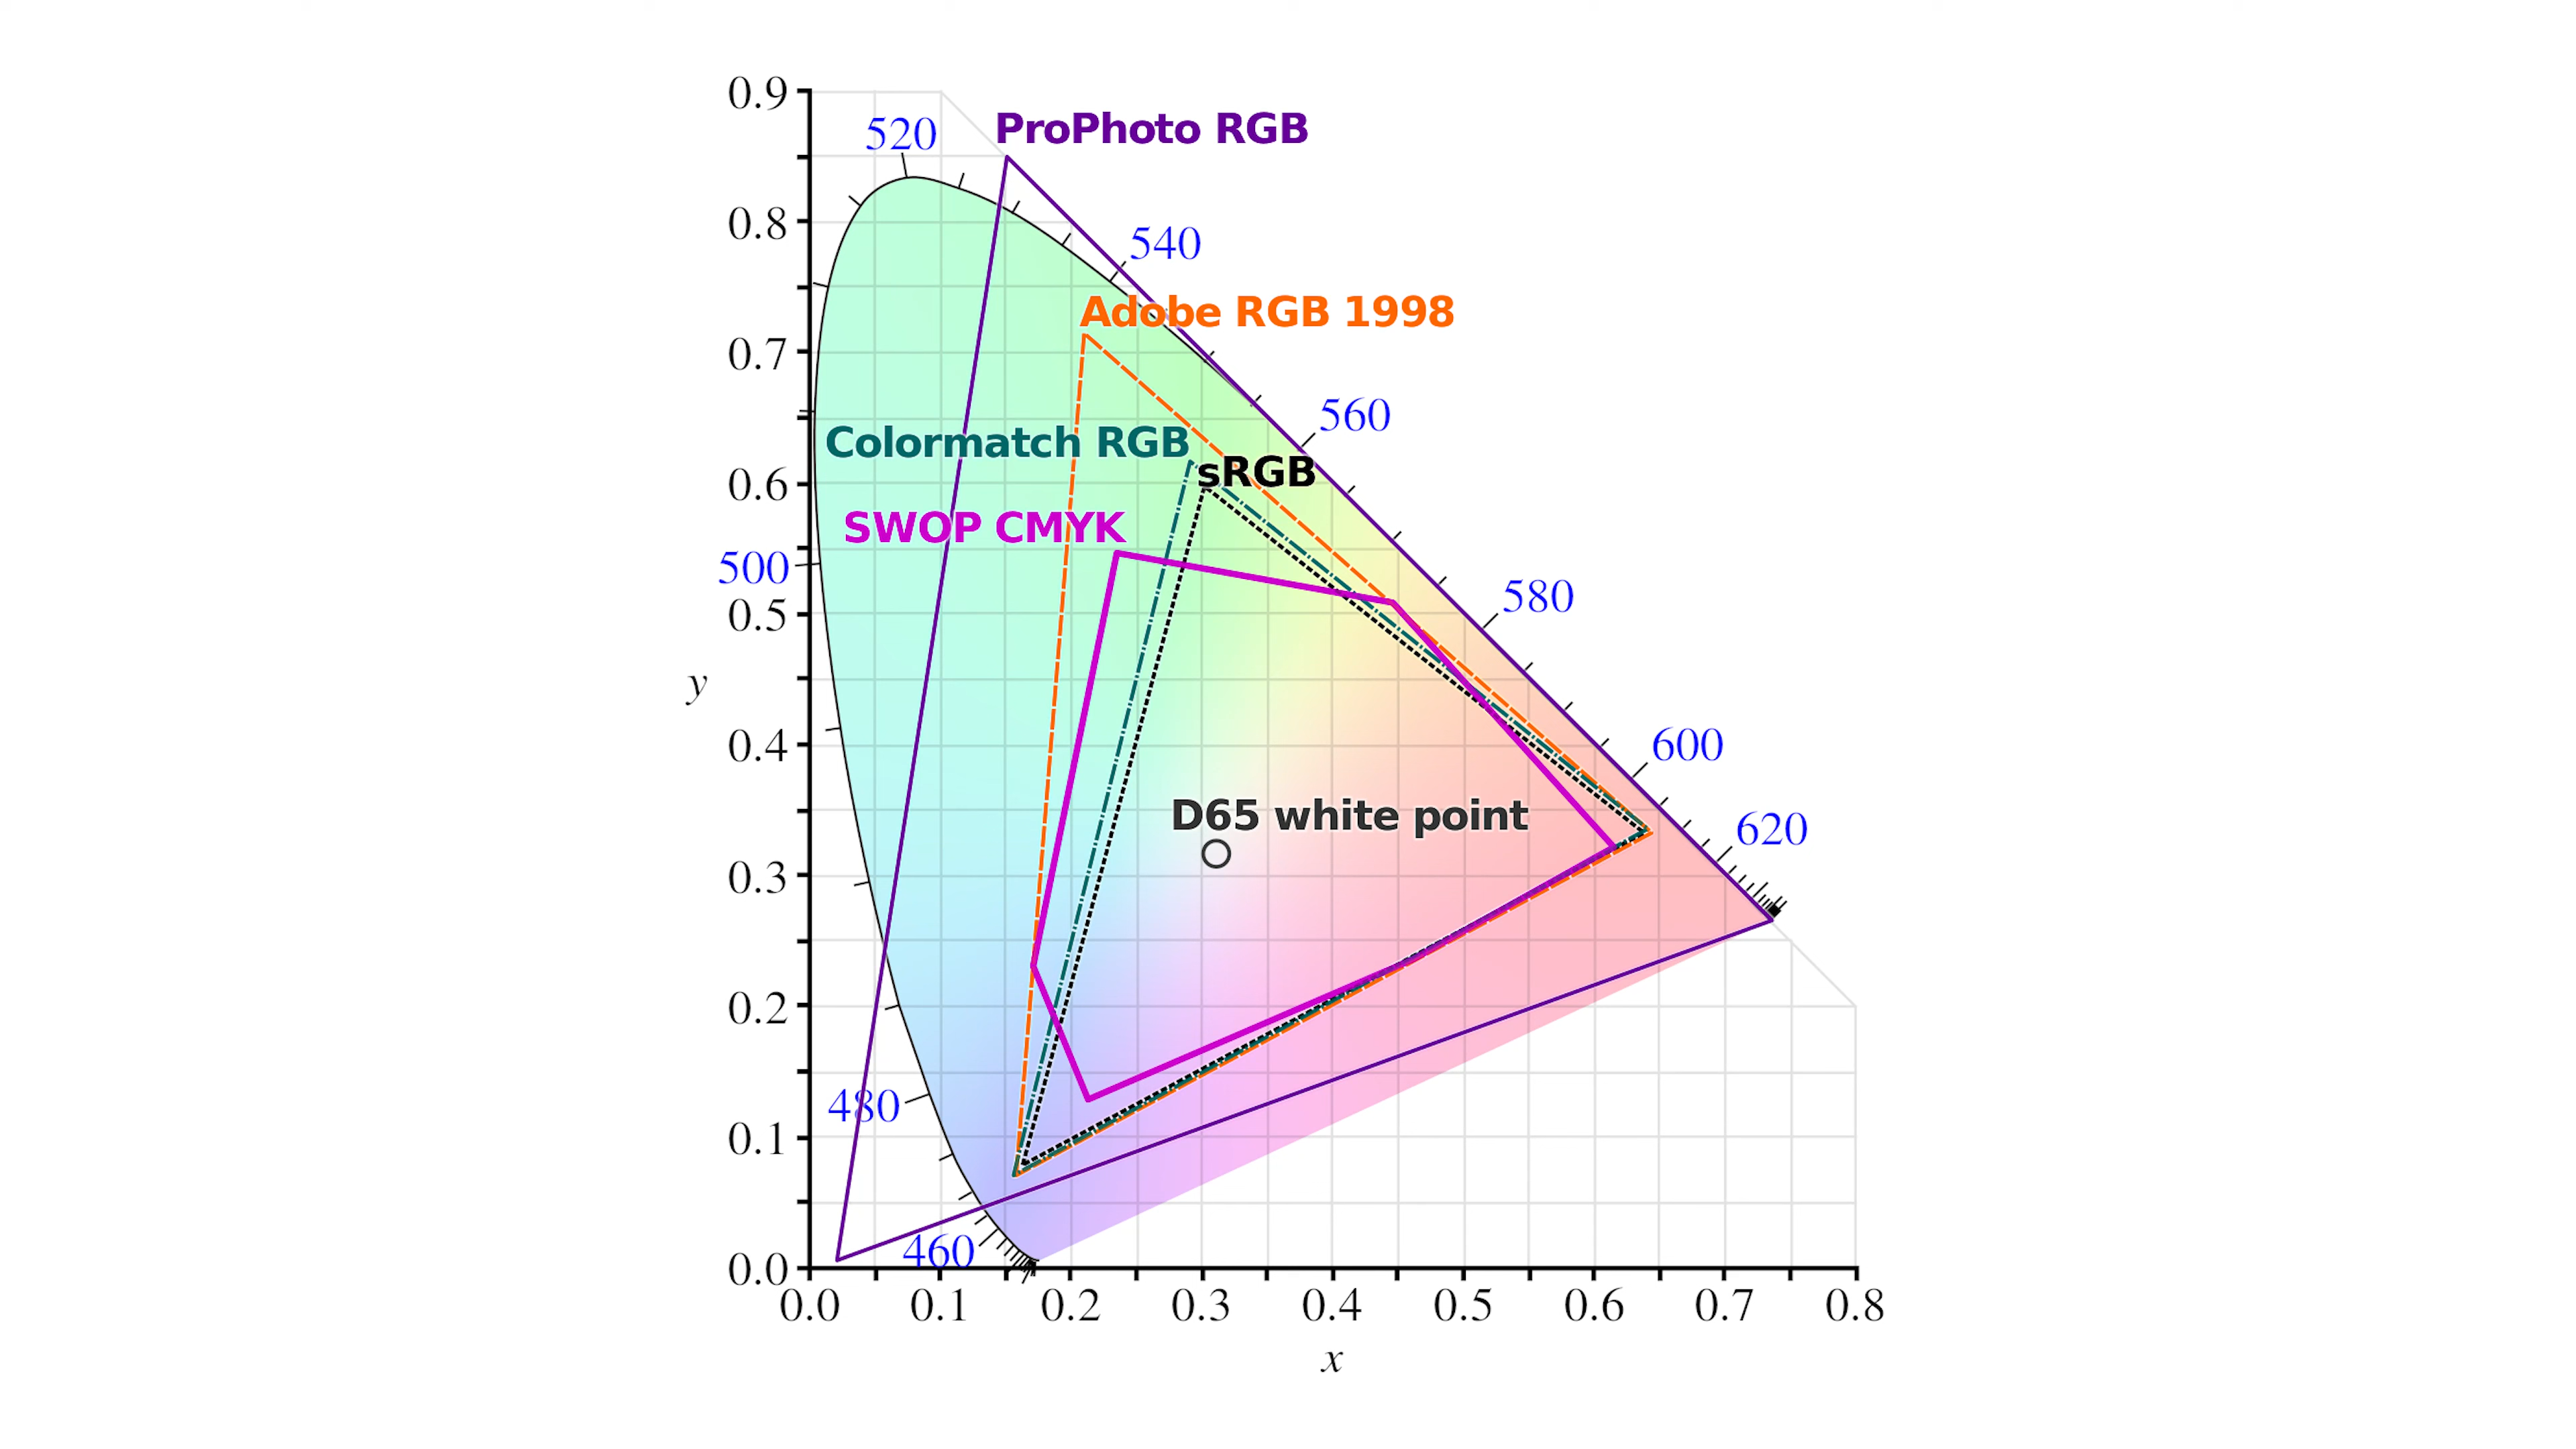 0.9
ProPhoto RGB
520
0.8
540
Adobe RGB 1998
0.7
560
Colormatch RGB
sRGB
0.6
SWOP CMYK
500
580
0.5
y
0.4
600
D65 white point
620
0.3
0.2
480
0.1
460
0.0
0.0 0.1 0.2 0.3 0.4 0.5 0.6 0.7 0.8
x